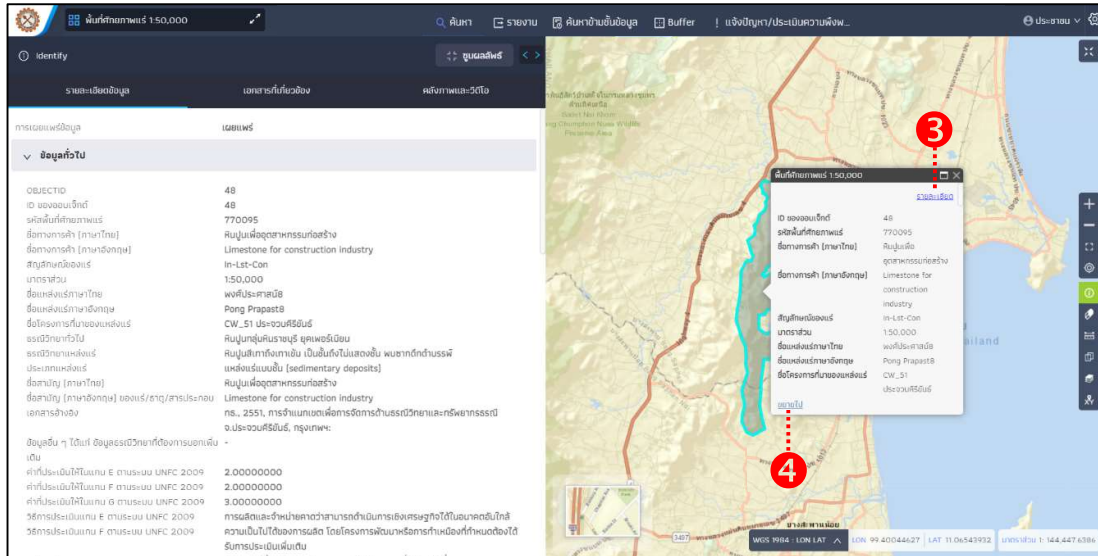 พื้นที่ศักยภาพแร่ 1:50,000
ค้นหา
รายงาน
ค้นหาข้ามชั้นข้อมูล
Buffer
! แจ้งปัญหา/ประเมินความพึงพ...
ประชาชน
Identify
ซูมผลลัพธ์
รายละเอียดข้อมูล
เอกสารที่เกี่ยวข้อง
คลังภาพและวิดีโอ
การเผยแพร่ข้อมูล เผยแพร่
ข้อมูลทั่วไป
OBJECTID 48
ID ของออบเจ็กต์ 48
รหัสพื้นที่ศักยภาพแร่ 770095
ชื่อทางการค้า [ภาษาไทย] หินปูนเพื่ออุตสาหกรรมก่อสร้าง
ชื่อทางการค้า [ภาษาอังกฤษ] Limestone for construction industry
สัญลักษณ์ของแร่ In-Lst-Con
มาตราส่วน 1:50,000
ชื่อแหล่งแร่ภาษาไทย พงศ์ประศาสน์8
ชื่อแหล่งแร่ภาษาอังกฤษ Pong Prapast8
ชื่อโครงการที่มาของแหล่งแร่ CW_51 ประจวบคีรีขันธ์
ธรณีวิทยาทั่วไป หินปูนกลุ่มหินราชบุรี ยุคเพอร์เมียน
ธรณีวิทยาแหล่งแร่ หินปูนสีเทาถึงเทาเข้ม เป็นชั้นถึงไม่แสดงชั้น พบซากดึกดำบรรพ์
ประเภทแหล่งแร่ แหล่งแร่แบบชั้น [sedimentary deposits]
ชื่อสามัญ [ภาษาไทย] หินปูนเพื่ออุตสาหกรรมก่อสร้าง
ชื่อสามัญ [ภาษาอังกฤษ] ของแร่/ธาตุ/สารประกอบ Limestone for construction industry
เอกสารอ้างอิง ทธ., 2551, การจำแนกเขตเพื่อการจัดการด้านธรณีวิทยาและทรัพยากรธรณี
จ.ประจวบคีรีขันธ์, กรุงเทพฯ:
ข้อมูลอื่น ๆ ได้แก่ ข้อมูลธรณีวิทยาที่ต้องการบอกเพิ่ม -
เติม
ค่าที่ประเมินให้ในแกน E ตามระบบ UNFC 2009 2.00000000
ค่าที่ประเมินให้ในแกน F ตามระบบ UNFC 2009 2.00000000
ค่าที่ประเมินให้ในแกน G ตามระบบ UNFC 2009 3.00000000
วิธีการประเมินแกน E ตามระบบ UNFC 2009 การผลิตและจำหน่ายคาดว่าสามารถดำเนินการเชิงเศรษฐกิจได้ในอนาคตอันใกล้
วิธีการประเมินแกน F ตามระบบ UNFC 2009 ความเป็นไปได้ของการผลิต โดยโครงการพัฒนาหรือการทำเหมืองที่กำหนดต้องได้
รับการประเมินเพิ่มเติม
3
พื้นที่ศักยภาพแร่ 1:50,000
รายละเอียด
ID ของออบเจ็กต์ 48
รหัสพื้นที่ศักยภาพแร่ 770095
ชื่อทางการค้า [ภาษาไทย] หินปูนเพื่อ
อุตสาหกรรมก่อสร้าง
ชื่อทางการค้า [ภาษาอังกฤษ] Limestone for
construction
industry
สัญลักษณ์ของแร่ In-Lst-Con
มาตราส่วน 1:50,000
ชื่อแหล่งแร่ภาษาไทย พงศ์ประศาสน์8
ชื่อแหล่งแร่ภาษาอังกฤษ Pong Prapast8
ชื่อโครงการที่มาของแหล่งแร่ CW_51
ประจวบคีรีขันธ์
ขยายไป
4
บางสะพานน้อย
3497
WGS 1984 : LON LAT LON 99.40044627 LAT 11.06543932 มาตราส่วน 1: 144,447.6386